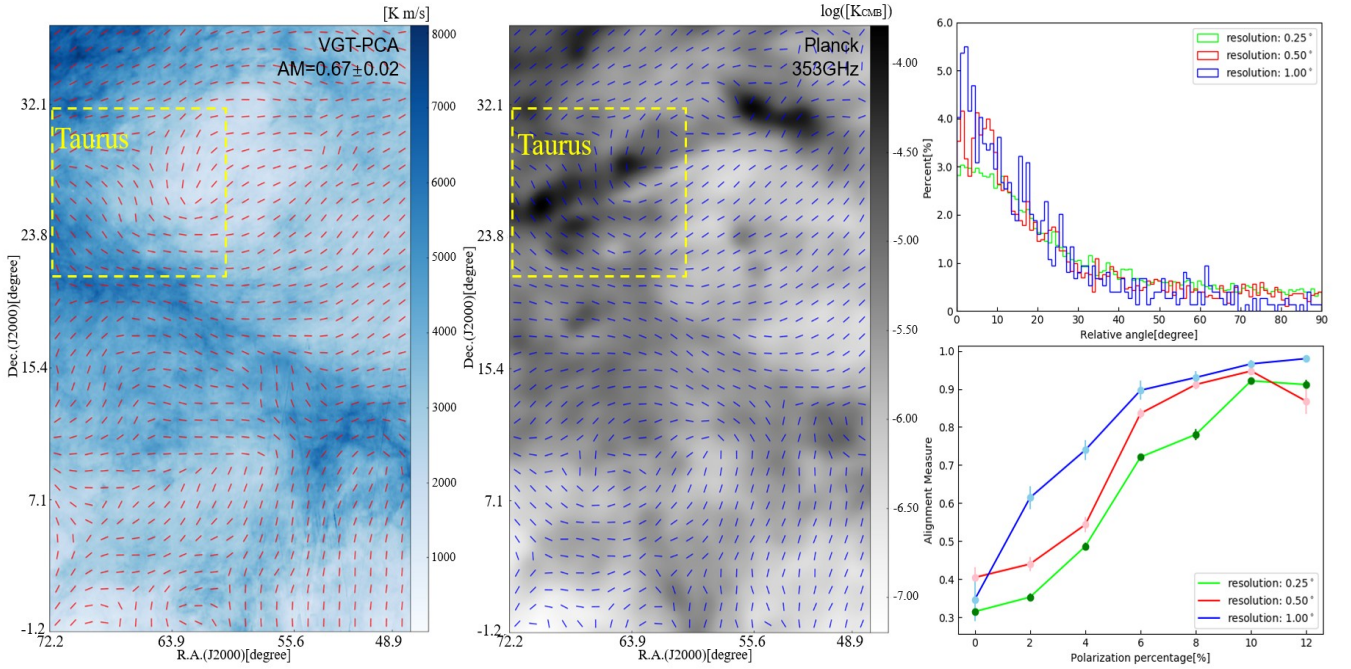 [K m/s]
VGT-PCA
AM=0.67±0.02
Taurus
8000
7000
6000
5000
4000
3000
2000
1000
32.1
23.8
15.4
7.1
-1.2
Dec.(J2000)[degree]
72.2 63.9 55.6 48.9
R.A.(J2000)[degree]
log([KCMB])
Planck
353GHz
Taurus
-4.00
-4.50
-5.00
-5.50
-6.00
-6.50
-7.00
32.1
23.8
15.4
7.1
-1.2
Dec.(J2000)[degree]
72.2 63.9 55.6 48.9
R.A.(J2000)[degree]
6.0
5.0
4.0
3.0
2.0
1.0
0.0
Percent[%]
resolution: 0.25°
resolution: 0.50°
resolution: 1.00°
0 10 20 30 40 50 60 70 80 90
Relative angle[degree]
1.0
0.9
0.8
0.7
0.6
0.5
0.4
0.3
Alignment Measure
resolution: 0.25°
resolution: 0.50°
resolution: 1.00°
0 2 4 6 8 10 12
Polarization percentage[%]